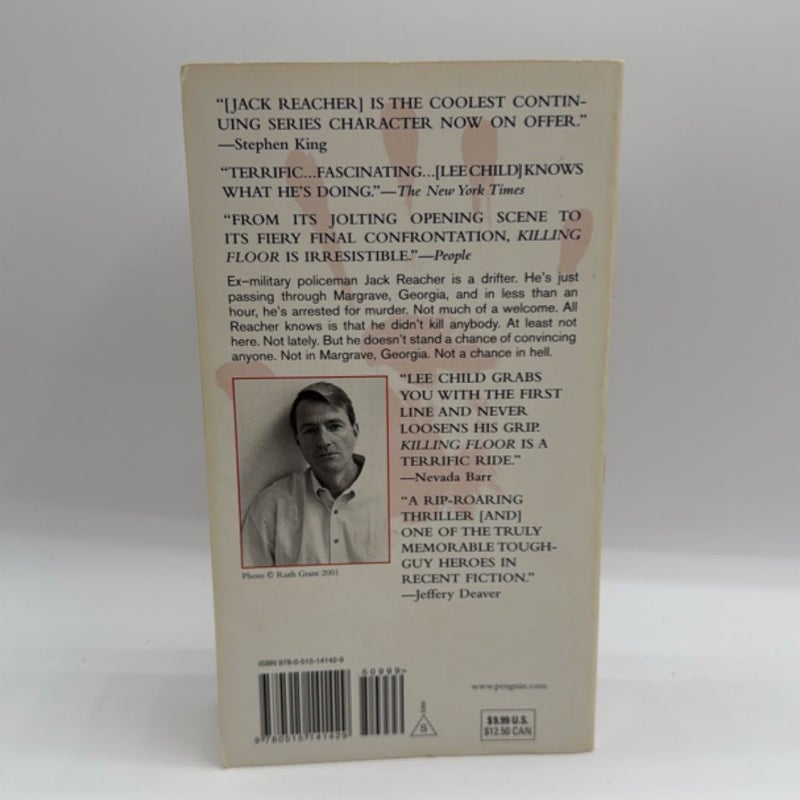 “[JACK REACHER] IS THE COOLEST CONTIN-
UING SERIES CHARACTER NOW ON OFFER.”
—Stephen King
“TERRIFIC...FASCINATING...[LEE CHILD] KNOWS
WHAT HE’S DOING.”—The New York Times
“FROM ITS JOLTING OPENING SCENE TO
ITS FIERY FINAL CONFRONTATION, KILLING
FLOOR IS IRRESISTIBLE.”—People
Ex–military policeman Jack Reacher is a drifter. He’s just
passing through Margrave, Georgia, and in less than an
hour, he’s arrested for murder. Not much of a welcome. All
Reacher knows is that he didn’t kill anybody. At least not
here. Not lately. But he doesn’t stand a chance of convincing
anyone. Not in Margrave, Georgia. Not a chance in hell.
“LEE CHILD GRABS
YOU WITH THE FIRST
LINE AND NEVER
LOOSENS HIS GRIP.
KILLING FLOOR IS A
TERRIFIC RIDE.”
—Nevada Barr
“A RIP-ROARING
THRILLER [AND]
ONE OF THE TRULY
MEMORABLE TOUGH-
GUY HEROES IN
RECENT FICTION.”
—Jeffery Deaver
Photo © Ruth Grant 2001
ISBN 978-0-515-14142-9
50999>
9 780515 141429
EAN
S
www.penguin.com
$9.99 U.S.
$12.50 CAN